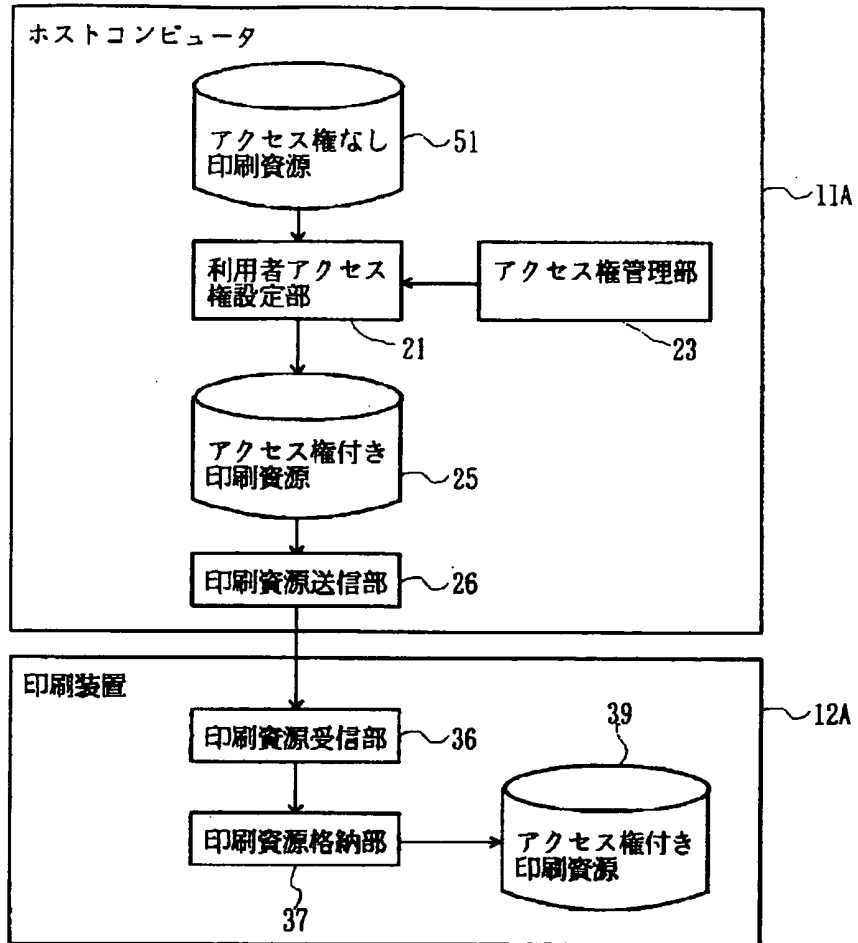 ホストコンピュータ
アクセス権なし
印刷資源
51
11A
利用者アクセス
権設定部
アクセス権管理部
21
23
アクセス権付き
印刷資源
25
印刷資源送信部
26
印刷装置
12A
印刷資源受信部
36
39
印刷資源格納部
アクセス権付き
印刷資源
37